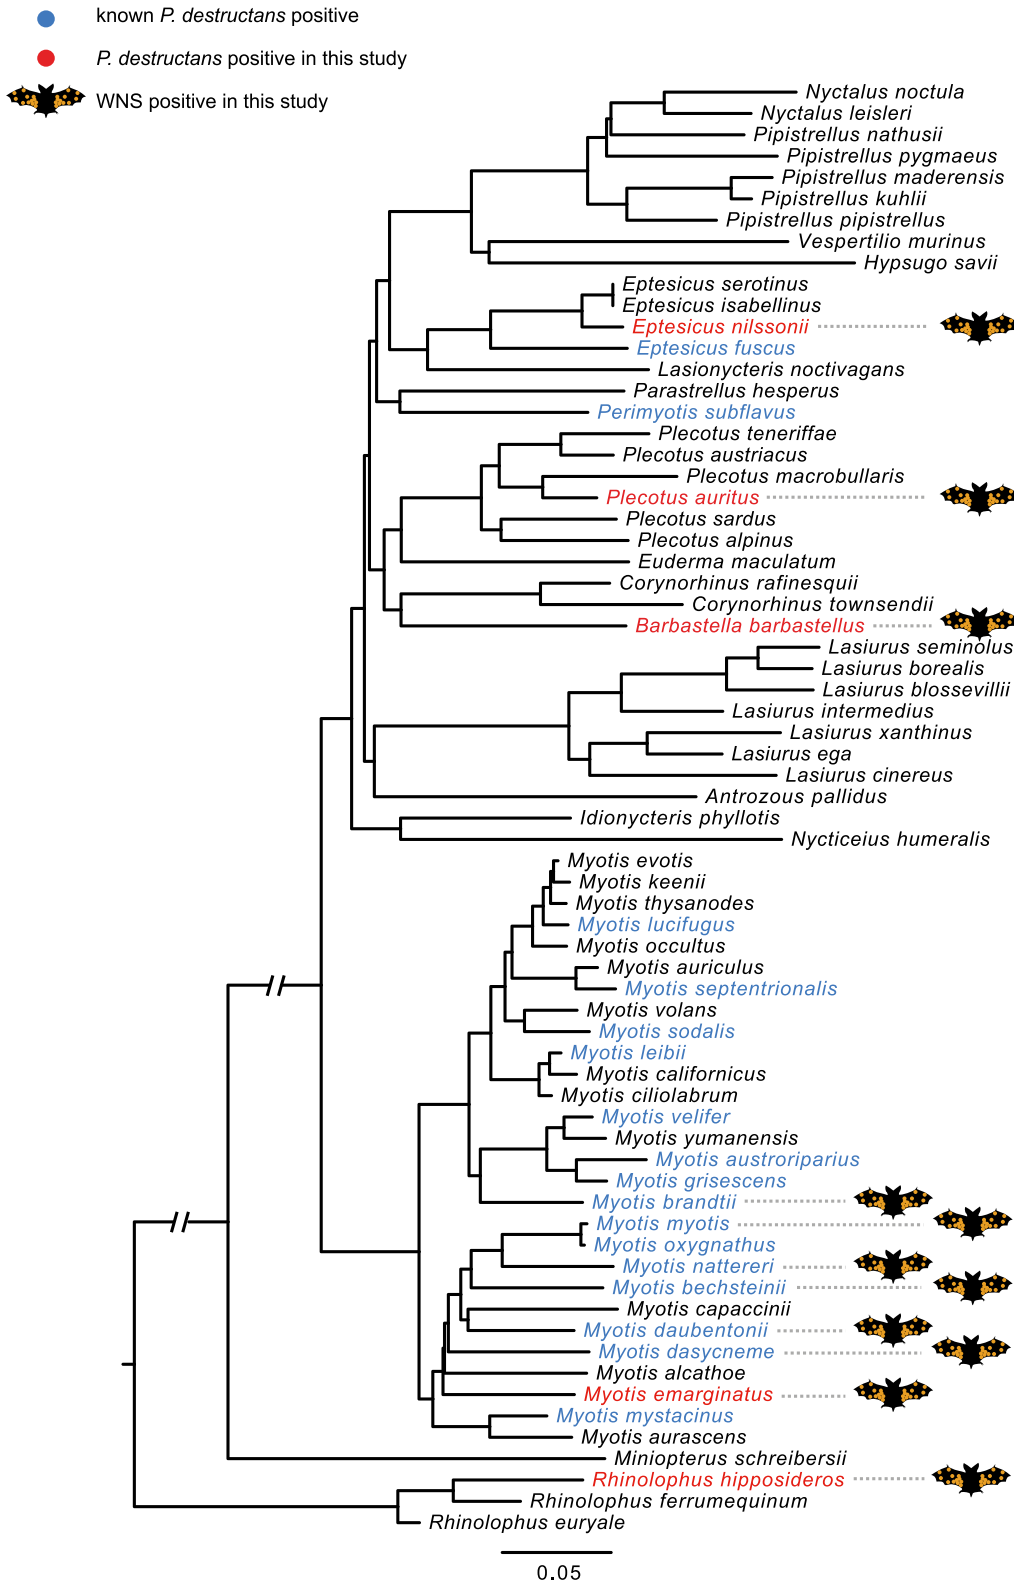 known P. destructans positive
P. destructans positive in this study
WNS positive in this study
Nyctalus noctula
Nyctalus leisleri
Pipistrellus nathusii
Pipistrellus pygmaeus
Pipistrellus maderensis
Pipistrellus kuhlii
Pipistrellus pipistrellus
Vespertilio murinus
Hypsugo savii
Eptesicus serotinus
Eptesicus isabellinus
Eptesicus nilssonii
Eptesicus fuscus
Lasionycteris noctivagans
Parastrellus hesperus
Perimyotis subflavus
Plecotus teneriffae
Plecotus austriacus
Plecotus macrobullaris
Plecotus auritus
Plecotus sardus
Plecotus alpinus
Euderma maculatum
Corynorhinus rafinesquii
Corynorhinus townsendii
Barbastella barbastellus
Lasiurus seminolus
Lasiurus borealis
Lasiurus blossevillii
Lasiurus intermedius
Lasiurus xanthinus
Lasiurus ega
Lasiurus cinereus
Antrozous pallidus
Idionycteris phyllotis
Nycticeius humeralis
Myotis evotis
Myotis keenii
Myotis thysanodes
Myotis lucifugus
Myotis occultus
Myotis auriculus
Myotis septentrionalis
Myotis volans
Myotis sodalis
Myotis leibii
Myotis californicus
Myotis ciliolabrum
Myotis velifer
Myotis yumanensis
Myotis austroriparius
Myotis grisescens
Myotis brandtii
Myotis myotis
Myotis oxygnathus
Myotis nattereri
Myotis bechsteinii
Myotis capaccinii
Myotis daubentonii
Myotis dasycneme
Myotis alcathoe
Myotis emarginatus
Myotis mystacinus
Myotis aurascens
Miniopterus schreibersii
Rhinolophus hipposideros
Rhinolophus ferrumequinum
Rhinolophus euryale
0.05